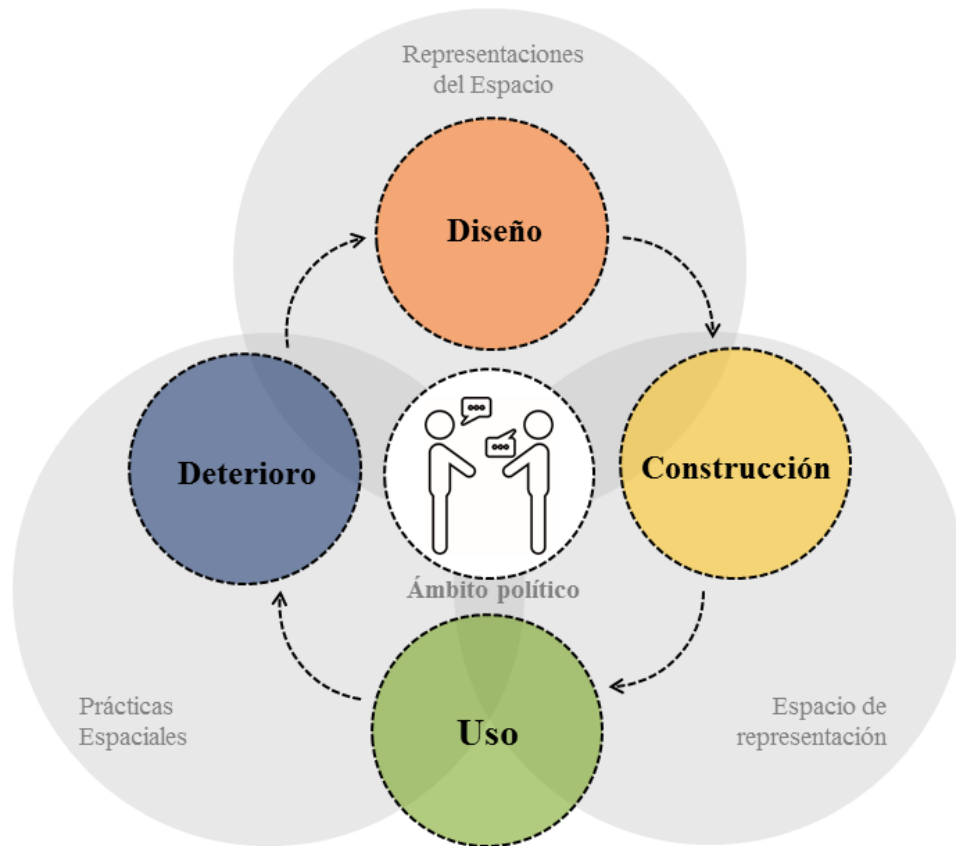 Representaciones
del Espacio
Diseño
Deterioro
Construcción
Ámbito político
Uso
Prácticas
Espaciales
Espacio de
representación